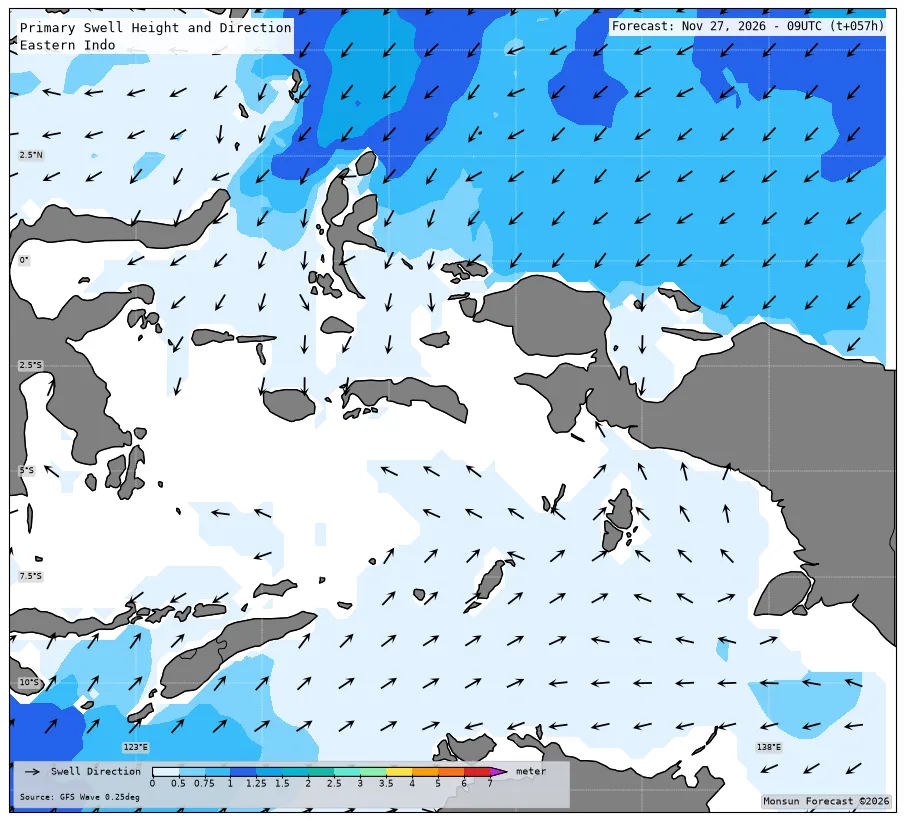 Primary Swell Height and Direction
Eastern Indo
Forecast: Nov 27, 2026 - 09UTC (t+057h)
2.5°N
0°
2.5°S
5°S
7.5°S
10°S
123°E
138°E
Swell Direction
0 0.5 0.75 1 1.25 1.5 2 2.5 3 3.5 4 5 6 7
meter
Source: GFS Wave 0.25deg
Monsun Forecast ©2026